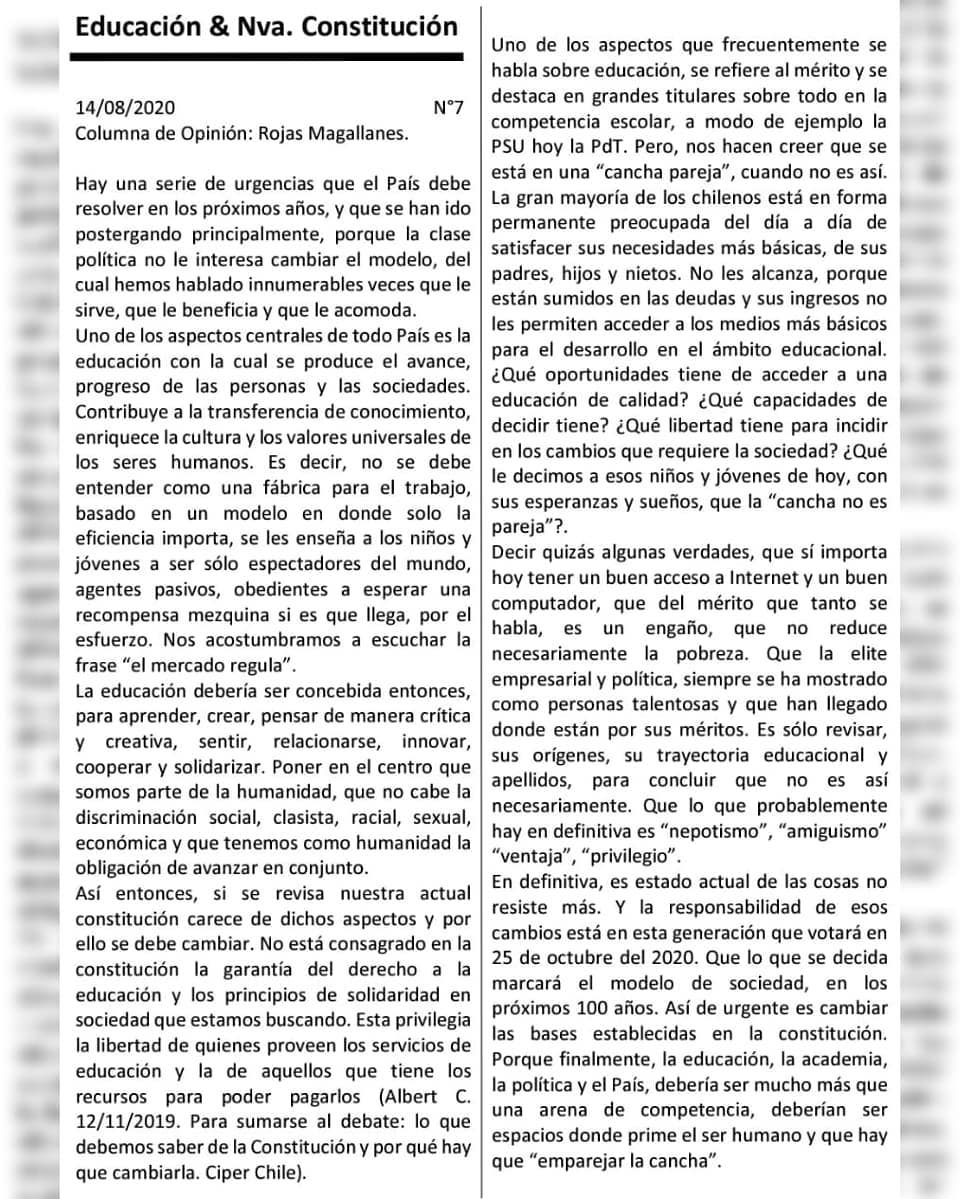 Educación & Nva. Constitución
14/08/2020 N°7
Columna de Opinión: Rojas Magallanes.
Hay una serie de urgencias que el País debe
resolver en los próximos años, y que se han ido
postergando principalmente, porque la clase
política no le interesa cambiar el modelo, del
cual hemos hablado innumerables veces que le
sirve, que le beneficia y que le acomoda.
Uno de los aspectos centrales de todo País es la
educación con la cual se produce el avance,
progreso de las personas y las sociedades.
Contribuye a la transferencia de conocimiento,
enriquece la cultura y los valores universales de
los seres humanos. Es decir, no se debe
entender como una fábrica para el trabajo,
basado en un modelo en donde solo la
eficiencia importa, se les enseña a los niños y
jóvenes a ser sólo espectadores del mundo,
agentes pasivos, obedientes a esperar una
recompensa mezquina si es que llega, por el
esfuerzo. Nos acostumbramos a escuchar la
frase “el mercado regula”.
La educación debería ser concebida entonces,
para aprender, crear, pensar de manera crítica
y creativa, sentir, relacionarse, innovar,
cooperar y solidarizar. Poner en el centro que
somos parte de la humanidad, que no cabe la
discriminación social, clasista, racial, sexual,
económica y que tenemos como humanidad la
obligación de avanzar en conjunto.
Así entonces, si se revisa nuestra actual
constitución carece de dichos aspectos y por
ello se debe cambiar. No está consagrado en la
constitución la garantía del derecho a la
educación y los principios de solidaridad en
sociedad que estamos buscando. Esta privilegia
la libertad de quienes proveen los servicios de
educación y la de aquellos que tiene los
recursos para poder pagarlos (Albert C.
12/11/2019. Para sumarse al debate: lo que
debemos saber de la Constitución y por qué hay
que cambiarla. Ciper Chile).
Uno de los aspectos que frecuentemente se
habla sobre educación, se refiere al mérito y se
destaca en grandes titulares sobre todo en la
competencia escolar, a modo de ejemplo la
PSU hoy la PdT. Pero, nos hacen creer que se
está en una “cancha pareja”, cuando no es así.
La gran mayoría de los chilenos está en forma
permanente preocupada del día a día de
satisfacer sus necesidades más básicas, de sus
padres, hijos y nietos. No les alcanza, porque
están sumidos en las deudas y sus ingresos no
les permiten acceder a los medios más básicos
para el desarrollo en el ámbito educacional.
¿Qué oportunidades tiene de acceder a una
educación de calidad? ¿Qué capacidades de
decidir tiene? ¿Qué libertad tiene para incidir
en los cambios que requiere la sociedad? ¿Qué
le decimos a esos niños y jóvenes de hoy, con
sus esperanzas y sueños, que la “cancha no es
pareja”?.
Decir quizás algunas verdades, que sí importa
hoy tener un buen acceso a Internet y un buen
computador, que del mérito que tanto se
habla, es un engaño, que no reduce
necesariamente la pobreza. Que la elite
empresarial y política, siempre se ha mostrado
como personas talentosas y que han llegado
donde están por sus méritos. Es sólo revisar,
sus orígenes, su trayectoria educacional y
apellidos, para concluir que no es así
necesariamente. Que lo que probablemente
hay en definitiva es “nepotismo”, “amiguismo”
“ventaja”, “privilegio”.
En definitiva, es estado actual de las cosas no
resiste más. Y la responsabilidad de esos
cambios está en esta generación que votará en
25 de octubre del 2020. Que lo que se decida
marcará el modelo de sociedad, en los
próximos 100 años. Así de urgente es cambiar
las bases establecidas en la constitución.
Porque finalmente, la educación, la academia,
la política y el País, debería ser mucho más que
una arena de competencia, deberían ser
espacios donde prime el ser humano y que hay
que “emparejar la cancha”.